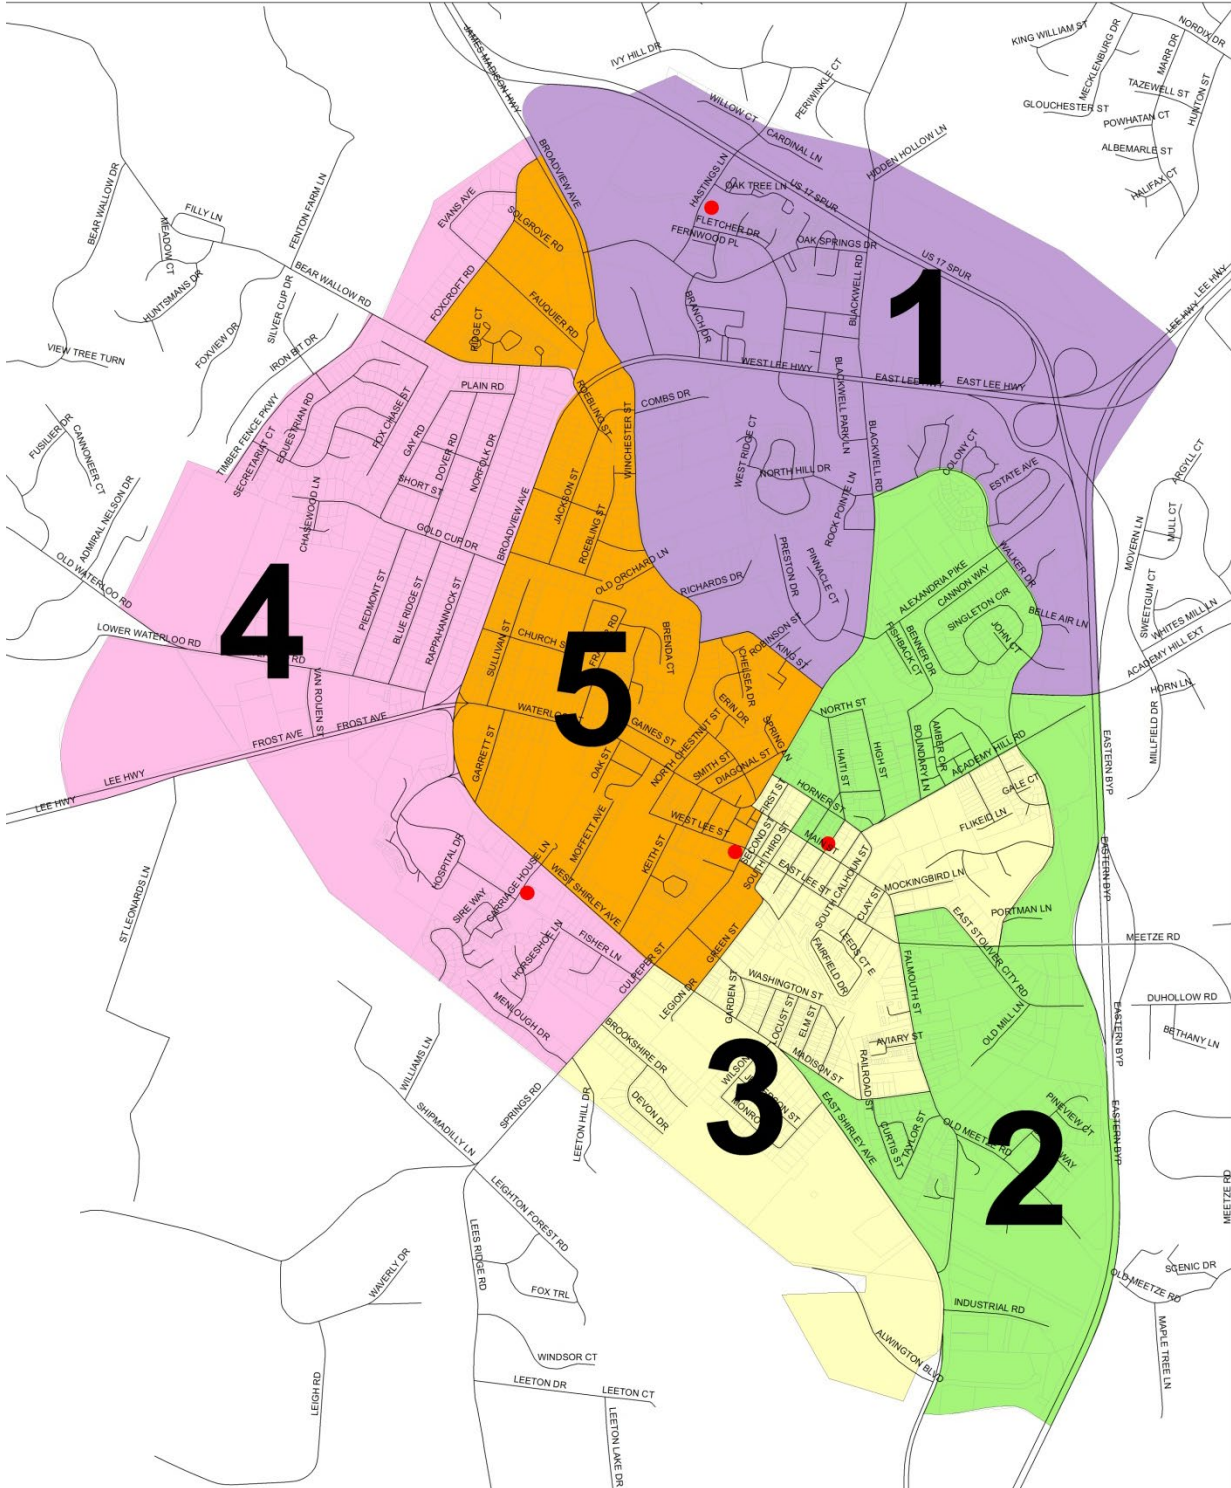 KING WILLIAM ST
MECKLENBURG DR
MARR DR
NORDIX DR
TAZEWELL ST
HUNTON ST
GLOUCHESTER ST
POWHATAN CT
ALBEMARLE ST
HALIFAX CT
JAMES MADISON HWY
IVY HILL DR
PERIWINKLE CT
WILLOW CT
CARDINAL LN
HIDDEN HOLLOW LN
BROADVIEW AVE
HASTINGS LN
OAK TREE LN
US 17 SPUR
FLETCHER DR
FERNWOOD PL
OAK SPRINGS DR
US 17 SPUR
BLACKWELL RD
1
LEE HWY
LEE HWY
BEAR WALLOW DR
FILLY LN
MEADOW CT
HUNTSMANS DR
FENTON FARM LN
EVANS AVE
SOLGROVE RD
BEAR WALLOW RD
FOXCROFT RD
FAUQUIER RD
SILVER CUP DR
FOXVIEW DR
IRON BIT DR
RIDGE CT
BRANCH DR
VIEW TREE TURN
WEST LEE HWY
EAST LEE HWY
EAST LEE HWY
PLAIN RD
ROEBLING ST
COMBS DR
BLACKWELL PARK LN
TIMBER FENCE PKWY
SECRETARIAT CT
EQUESTRIAN RD
FOX CHASE ST
GAY RD
DOVER RD
NORFOLK DR
SHORT ST
WINCHESTER ST
WEST RIDGE CT
BLACKWELL RD
COLONY CT
ESTATE AVE
FUSILIER DR
CANNONEER CT
ADMIRAL NELSON DR
CHASEWOOD LN
GOLD CUP DR
BROADVIEW AVE
JACKSON ST
ROEBLING ST
NORTH HILL DR
ROCK POINTE LN
ARGYLL CT
MULL CT
MOVERN LN
OLD WATERLOO RD
PIEDMONT ST
BLUE RIDGE ST
RAPPAHANNOCK ST
OLD ORCHARD LN
RICHARDS DR
PRESTON DR
PINNACLE CT
ALEXANDRIA PIKE
CANNON WAY
WALKER DR
SWEETGUM CT
WHITES MILL LN
LOWER WATERLOO RD
4
VAN ROUEN ST
SULLIVAN ST
5
BRENDA CT
CHELSEA DR
ROBINSON ST
KING ST
FISHBACK CT
BENNER DR
SINGLETON CIR
JOHN CT
BELLE AIR LN
ACADEMY HILL EXT
HORN LN
MILLFIELD DR
FROST AVE
FROST AVE
LEE HWY
LEE HWY
GARRETT ST
GAINES ST
NORTH CHESTNUT ST
ERIN DR
SPRING LN
SMITH ST
DIAGONAL ST
OAK ST
NORTH ST
HAITI ST
HIGH ST
BOUNDARY LN
AMBER CIR
ACADEMY HILL RD
EASTERN BYP
GALE CT
FLIKEID LN
HORNER ST
FIRST ST
WEST LEE ST
SECOND ST
SOUTH THIRD ST
MAIN ST
EAST LEE ST
SOUTH CALHOUN ST
CLAY ST
MOCKINGBIRD LN
MOFFETT AVE
KEITH ST
HOSPITAL DR
CARRIAGE HOUSE LN
WEST SHIRLEY AVE
SIRE WAY
HORSESHOE LN
FISHER LN
CULPEPER ST
GREEN ST
ST LEONARDS LN
PORTMAN LN
EASTERN BYP
MEETZE RD
LEEDS CT E
FAIRFIELD DR
FALMOUTH ST
OLD MILL LN
DUHOLLOW RD
BETHANY LN
EASTERN BYP
MENLOUGH DR
LEGION DR
GARDEN ST
WASHINGTON ST
LOCUST ST
ELM ST
MADISON ST
AVIARY ST
RAILROAD ST
BROOKSHIRE DR
DEVON DR
3
WILLIAMS LN
SHIPMADILLY LN
SPRINGS RD
LEETON HILL DR
EAST SHIRLEY AVE
CURTIS ST
TAYLOR ST
OLD MEETZE RD
2
PINEVIEW CT
EASTERN BYP
MEETZE RD
LEIGHTON FOREST RD
LEES RIDGE RD
FOX TRL
WAVERLY DR
WINDSOR CT
LEETON DR
LEETON CT
LEETON LAKE DR
LEIGH RD
INDUSTRIAL RD
ALWINGTON BLVD
SCENIC DR
OLD MEETZE RD
MAPLE TREE LN